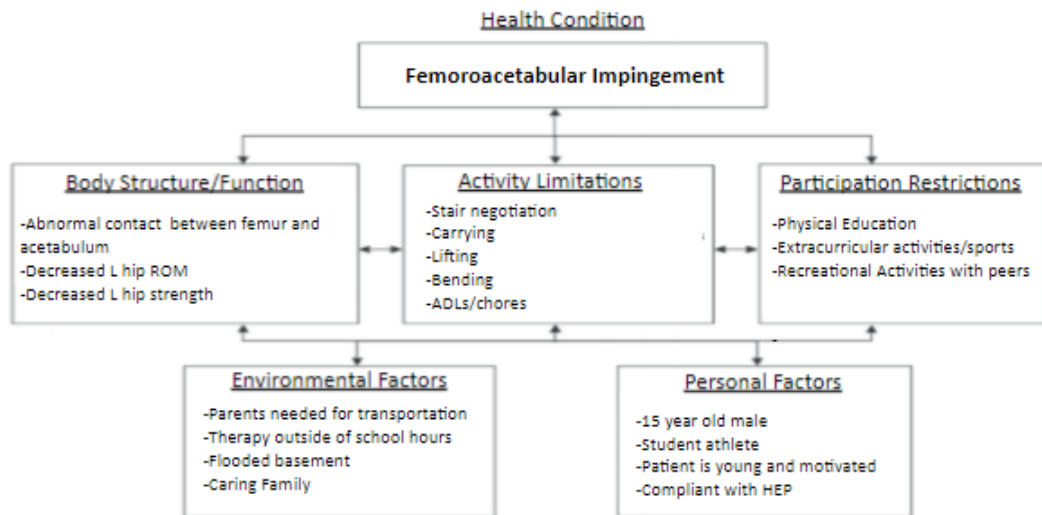 Health Condition
Femoroacetabular Impingement
Body Structure/Function
-Abnormal contact between femur and
acetabulum
-Decreased L hip ROM
-Decreased L hip strength
Activity Limitations
-Stair negotiation
-Carrying
-Lifting
-Bending
-ADLs/chores
Participation Restrictions
-Physical Education
-Extracurricular activities/sports
-Recreational Activities with peers
Environmental Factors
-Parents needed for transportation
-Therapy outside of school hours
-Flooded basement
-Caring Family
Personal Factors
-15 year old male
-Student athlete
-Patient is young and motivated
-Compliant with HEP